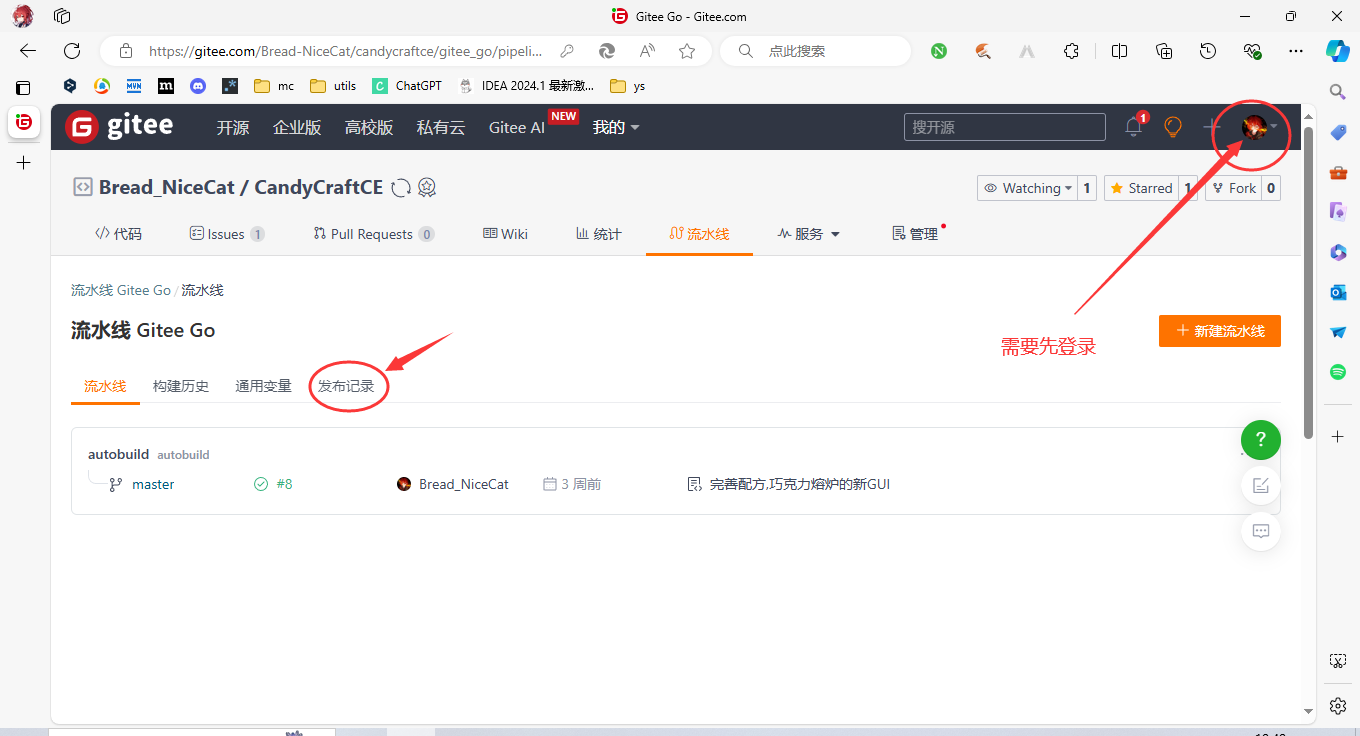 Gitee Go - Gitee.com
https://gitee.com/Bread-NiceCat/candycraftce/gitee_go/pipeli...
点此搜索
mc utils ChatGPT IDEA 2024.1 最新激... ys
gitee 开源 企业版 高校版 私有云 Gitee AI NEW 我的 搜开源 1
Bread_NiceCat / CandyCraftCE Watching 1 Starred 1 Fork 0
代码 Issues 1 Pull Requests 0 Wiki 统计 流水线 服务 管理
流水线 Gitee Go / 流水线
流水线 Gitee Go
新建流水线
需要先登录
流水线 构建历史 通用变量 发布记录
autobuild autobuild
master #8 Bread_NiceCat 3 周前 完善配方,巧克力熔炉的新GUI